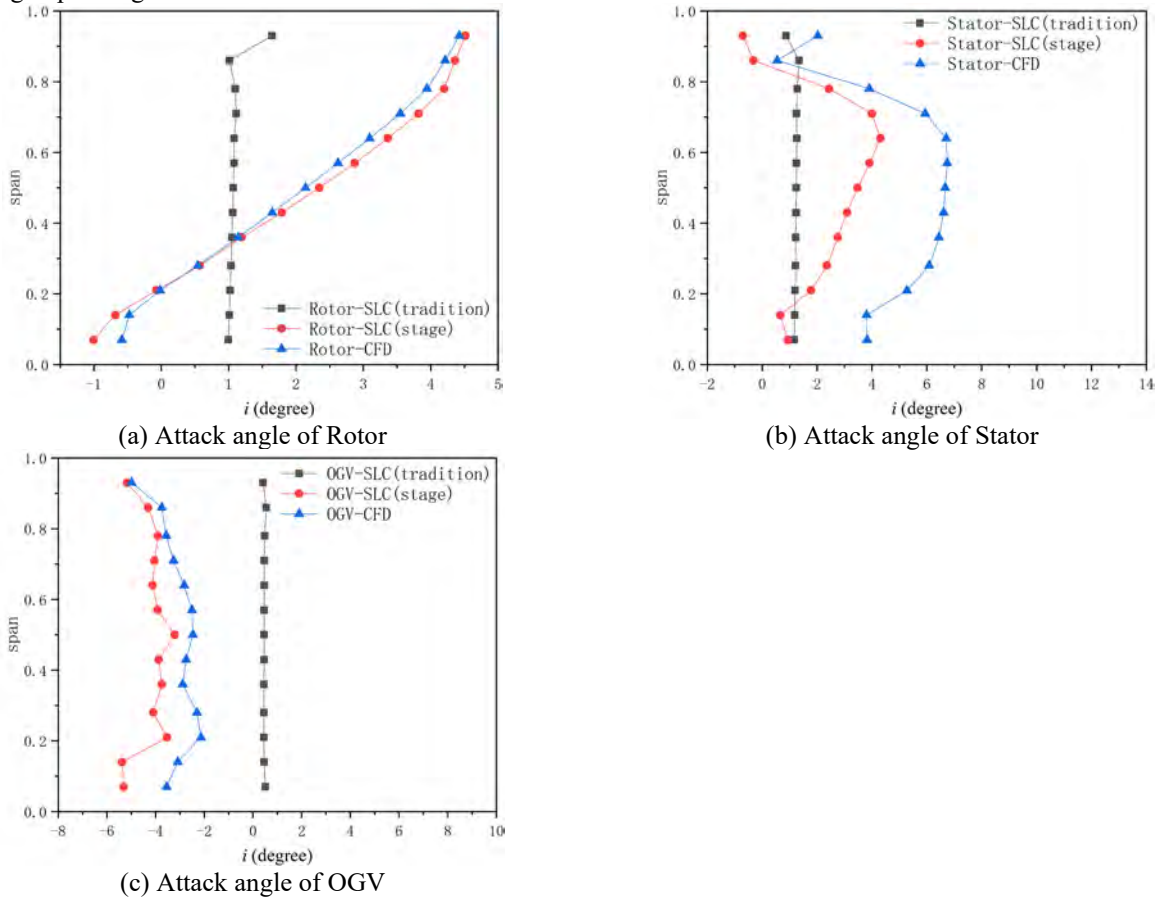 1.0
0.8
0.6
0.4
0.2
0.0
span
-1
0
1
2
3
4
5
i (degree)
Rotor-SLC(tradition)
Rotor-SLC(stage)
Rotor-CFD
(a) Attack angle of Rotor
1.0
0.8
0.6
0.4
0.2
0.0
span
-2
0
2
4
6
8
10
12
14
i (degree)
Stator-SLC(tradition)
Stator-SLC(stage)
Stator-CFD
(b) Attack angle of Stator
1.0
0.8
0.6
0.4
0.2
0.0
span
-8
-6
-4
-2
0
2
4
6
8
10
i (degree)
OGV-SLC(tradition)
OGV-SLC(stage)
OGV-CFD
(c) Attack angle of OGV